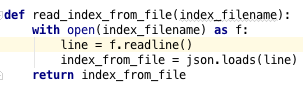 def read_index_from_file(index_filename):
    with open(index_filename) as f:
        line = f.readline()
        index_from_file = json.loads(line)
    return index_from_file